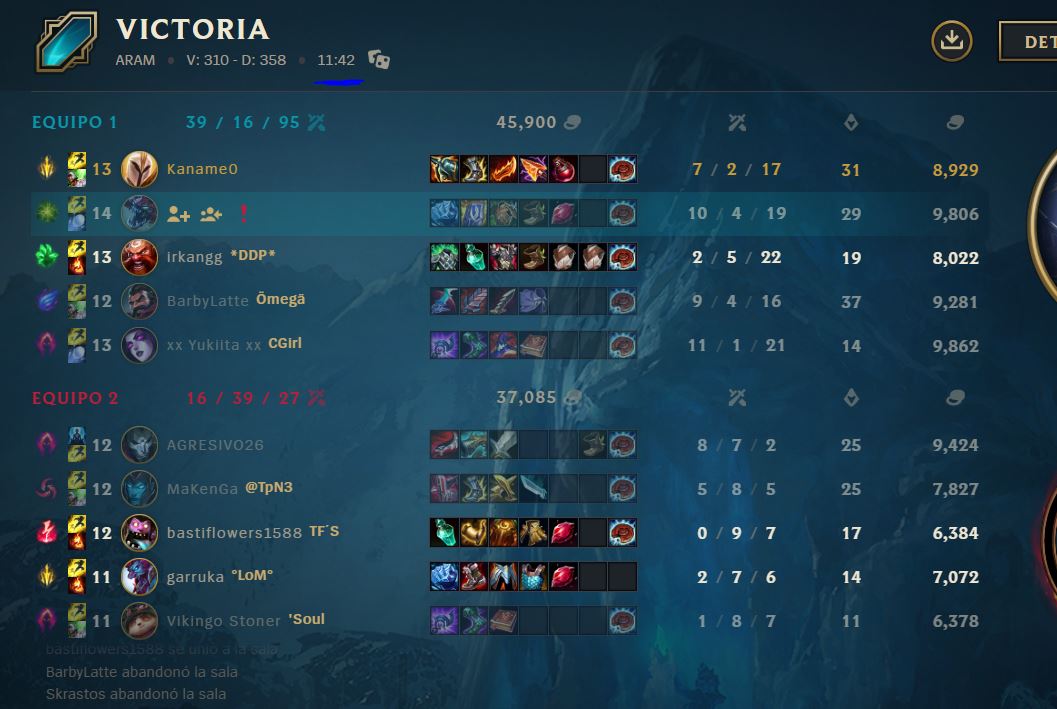 VICTORIA
ARAM • V: 310 - D: 358 • 11:42
DET
EQUIPO 1 39 / 16 / 95 45,900
13 Kaname0 7 / 2 / 17 31 8,929
14 ! 10 / 4 / 19 29 9,806
13 irkangg *DDP* 2 / 5 / 22 19 8,022
12 BarbyLatte Ömegä 9 / 4 / 16 37 9,281
13 xx Yukiita xx CGirl 11 / 1 / 21 14 9,862
EQUIPO 2 16 / 39 / 27 37,085
12 AGRESIVO26 8 / 7 / 2 25 9,424
12 MaKenGa @TpN3 5 / 8 / 5 25 7,827
12 bastiflowers1588 TF´S 0 / 9 / 7 17 6,384
11 garruka °LoM° 2 / 7 / 6 14 7,072
11 Vikingo Stoner 'Soul 1 / 8 / 7 11 6,378
bastiflowers1588 se unió a la sala
BarbyLatte abandonó la sala
Skrastos abandonó la sala